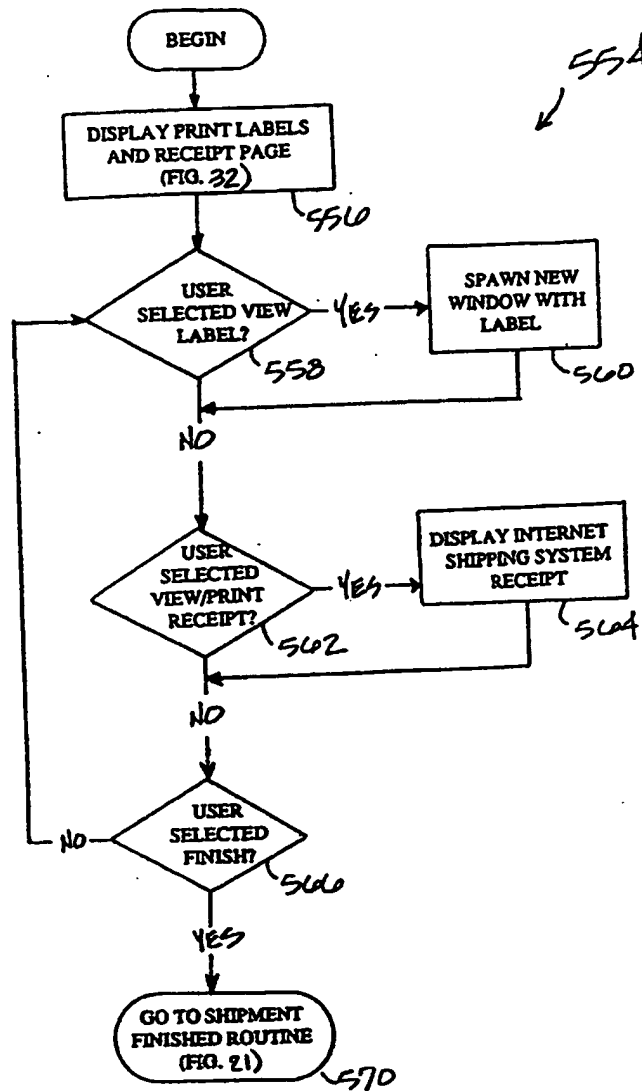 BEGIN
554
DISPLAY PRINT LABELS
AND RECEIPT PAGE
(FIG. 32)
556
USER
SELECTED VIEW
LABEL?
558
YES
SPAWN NEW
WINDOW WITH
LABEL
560
NO
USER
SELECTED
VIEW/PRINT
RECEIPT?
562
YES
DISPLAY INTERNET
SHIPPING SYSTEM
RECEIPT
564
NO
USER
SELECTED
FINISH?
566
NO
YES
GO TO SHIPMENT
FINISHED ROUTINE
(FIG. 21)
570